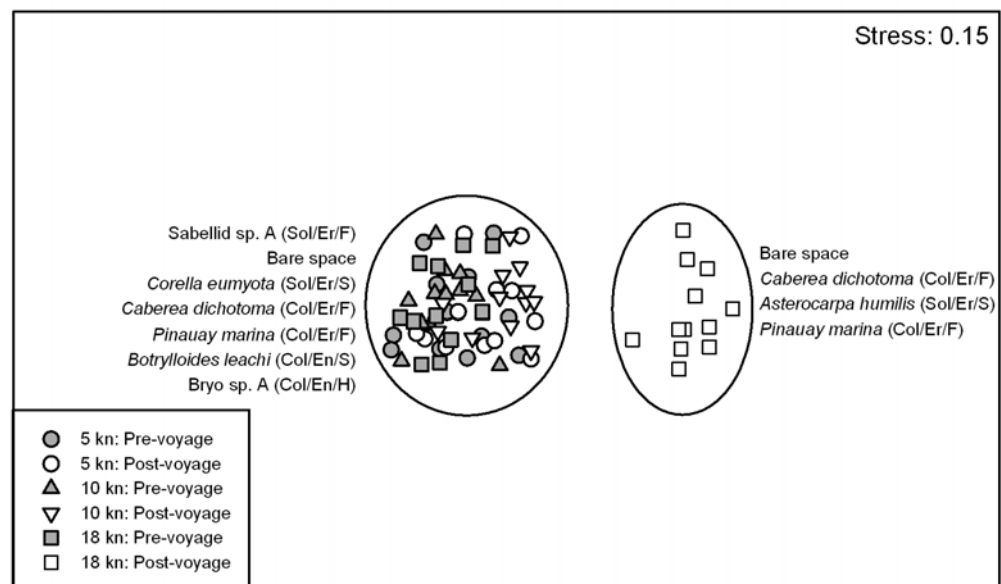 Stress: 0.15
Sabellid sp. A (Sol/Er/F)
Bare space
Corella eumyota (Sol/Er/S)
Caberea dichotoma (Col/Er/F)
Pinauay marina (Col/Er/F)
Botrylloides leachi (Col/En/S)
Bryo sp. A (Col/En/H)
Bare space
Caberea dichotoma (Col/Er/F)
Asterocarpa humilis (Sol/Er/S)
Pinauay marina (Col/Er/F)
5 kn: Pre-voyage
5 kn: Post-voyage
10 kn: Pre-voyage
10 kn: Post-voyage
18 kn: Pre-voyage
18 kn: Post-voyage